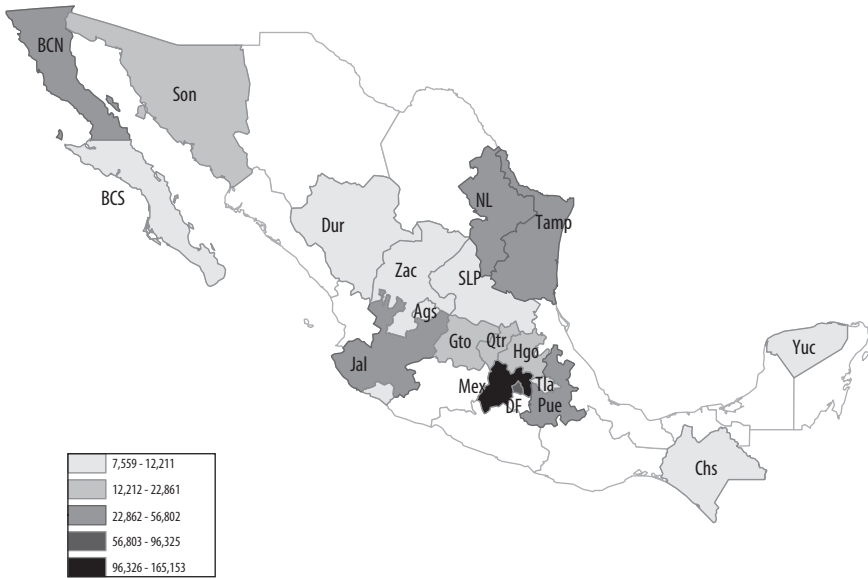 BCN
Son
BCS
NL
Dur
Tamp
Zac
SLP
Ags
Gto
Qtr
Hgo
Yuc
Jal
Mex
Tla
DF
Pue
Chs
7,559 - 12,211
12,212 - 22,861
22,862 - 56,802
56,803 - 96,325
96,326 - 165,153